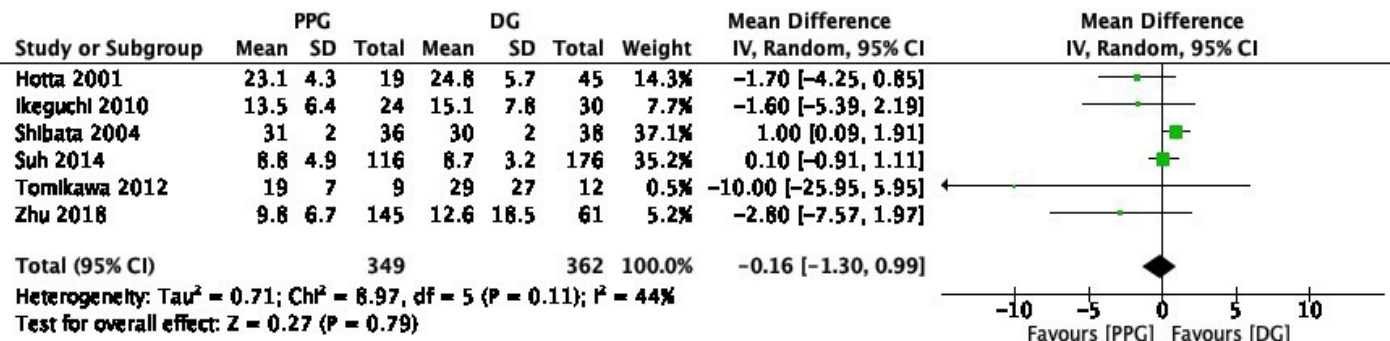 PPG DG Mean Difference Mean Difference
Study or Subgroup Mean SD Total Mean SD Total Weight IV, Random, 95% CI IV, Random, 95% CI
Hotta 2001 23.1 4.3 19 24.8 5.7 45 14.3% −1.70 [−4.25, 0.85]
Ikeguchi 2010 13.5 6.4 24 15.1 7.8 30 7.7% −1.60 [−5.39, 2.19]
Shibata 2004 31 2 36 30 2 38 37.1% 1.00 [0.09, 1.91]
Suh 2014 8.8 4.9 116 8.7 3.2 176 35.2% 0.10 [−0.91, 1.11]
Tomikawa 2012 19 7 9 29 27 12 0.5% −10.00 [−25.95, 5.95]
Zhu 2018 9.8 6.7 145 12.6 18.5 61 5.2% −2.80 [−7.57, 1.97]
Total (95% CI) 349 362 100.0% −0.16 [−1.30, 0.99]
Heterogeneity: Tau² = 0.71; Chi² = 8.97, df = 5 (P = 0.11); I² = 44%
Test for overall effect: Z = 0.27 (P = 0.79)
−10 −5 0 5 10
Favours [PPG] Favours [DG]